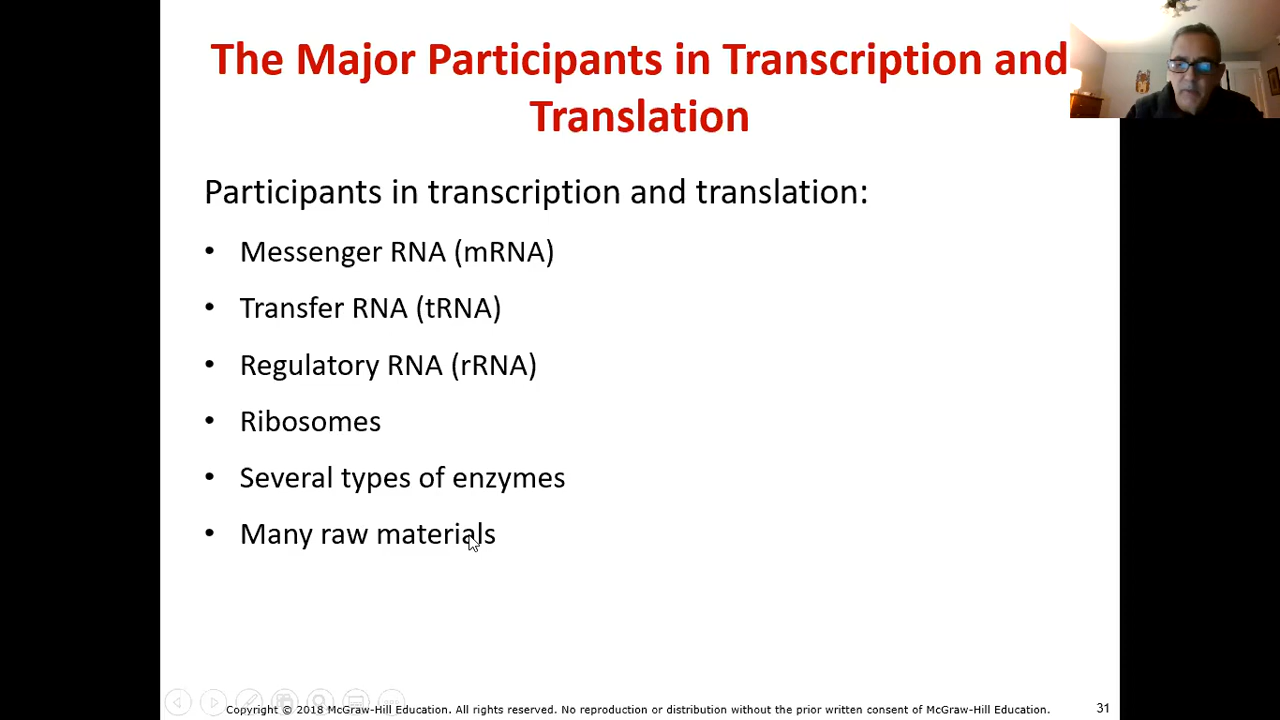 The Major Participants in Transcription and
Translation
Participants in transcription and translation:
• Messenger RNA (mRNA)
• Transfer RNA (tRNA)
• Regulatory RNA (rRNA)
• Ribosomes
• Several types of enzymes
• Many raw materials
Copyright © 2018 McGraw-Hill Education. All rights reserved. No reproduction or distribution without the prior written consent of McGraw-Hill Education.
31